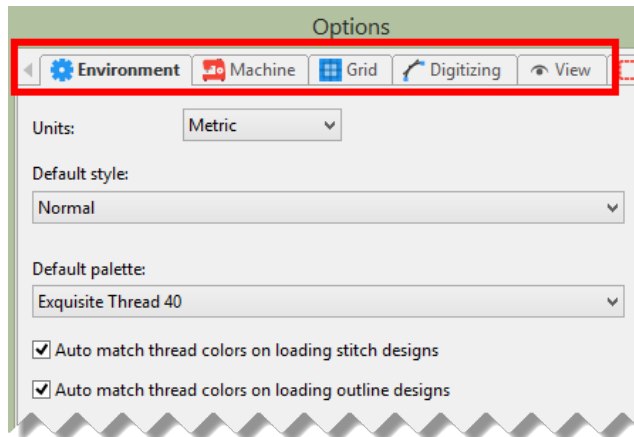 Options
Environment Machine Grid Digitizing View
Units: Metric
Default style:
Normal
Default palette:
Exquisite Thread 40
Auto match thread colors on loading stitch designs
Auto match thread colors on loading outline designs